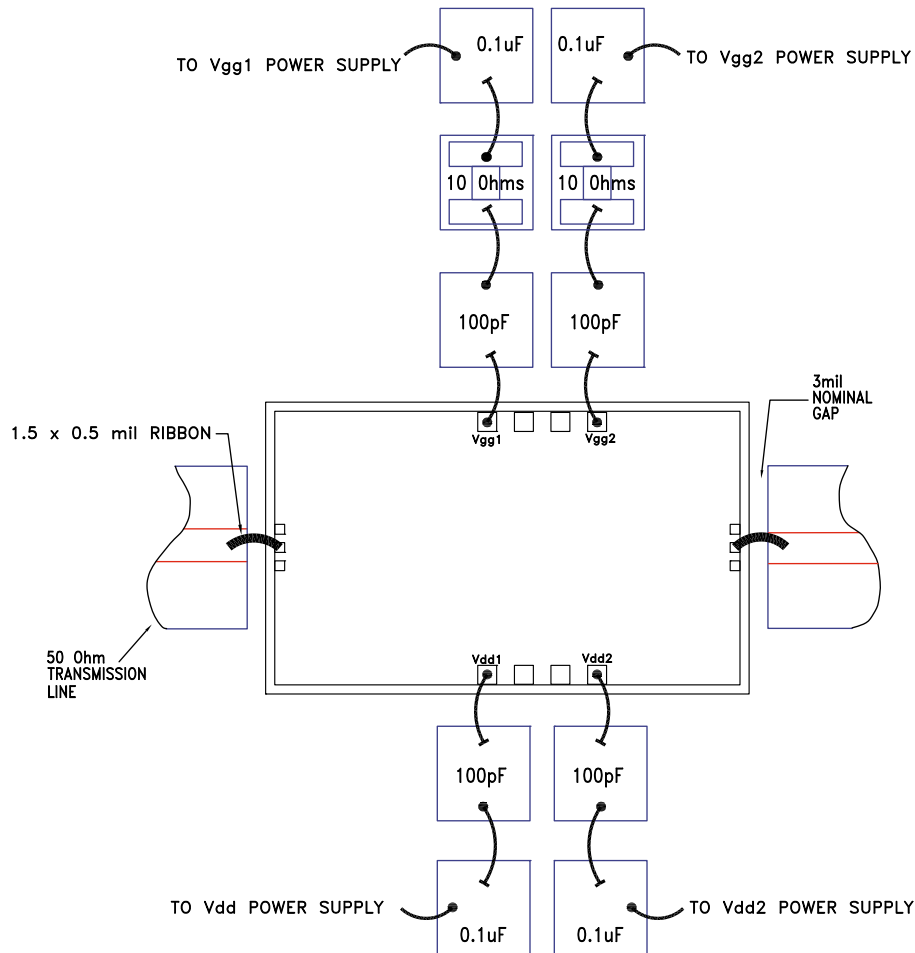 0.1uF
0.1uF
TO Vgg1 POWER SUPPLY
TO Vgg2 POWER SUPPLY
10 Ohms
10 Ohms
100pF
100pF
3mil
NOMINAL
GAP
1.5 x 0.5 mil RIBBON
Vgg1
Vgg2
50 Ohm
TRANSMISSION
LINE
Vdd1
Vdd2
100pF
100pF
TO Vdd POWER SUPPLY
TO Vdd2 POWER SUPPLY
0.1uF
0.1uF